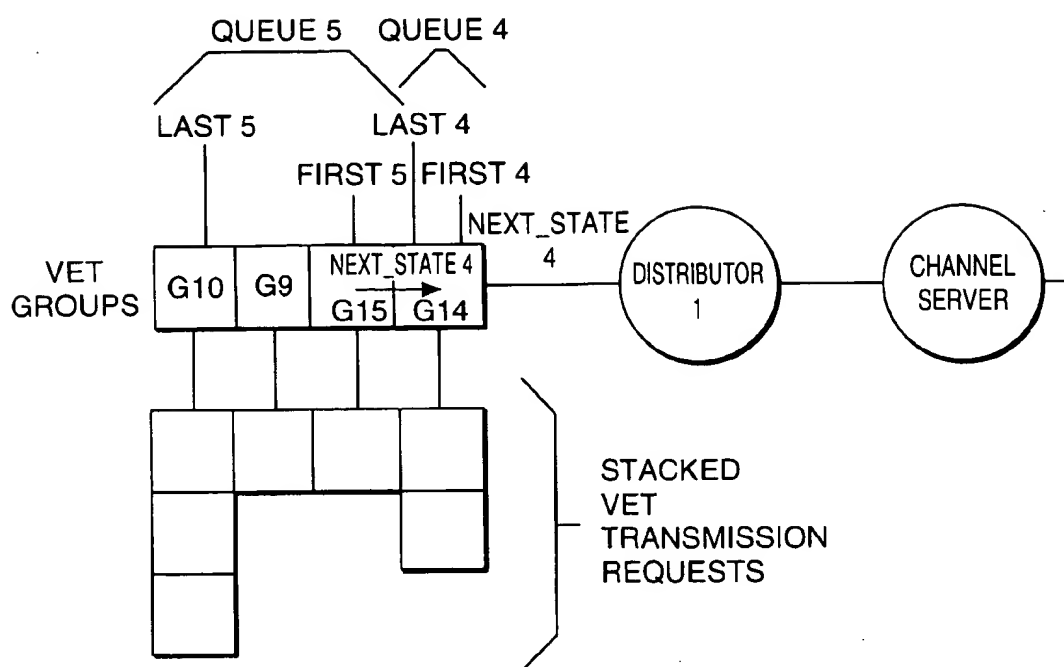 QUEUE 5 QUEUE 4
LAST 5 LAST 4
FIRST 5 FIRST 4
NEXT_STATE
4
VET
GROUPS
G10 G9 NEXT_STATE 4
G15 G14
DISTRIBUTOR
1
CHANNEL
SERVER
STACKED
VET
TRANSMISSION
REQUESTS